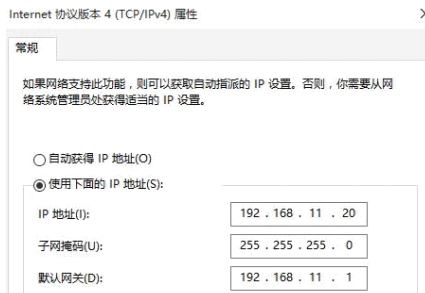 Internet 协议版本 4 (TCP/IPv4) 属性
常规
如果网络支持此功能，则可以获取自动指派的 IP 设置。否则，你需要从网
络系统管理员处获得适当的 IP 设置。
自动获得 IP 地址(O)
使用下面的 IP 地址(S):
IP 地址(I): 192 . 168 . 11 . 20
子网掩码(U): 255 . 255 . 255 . 0
默认网关(D): 192 . 168 . 11 . 1